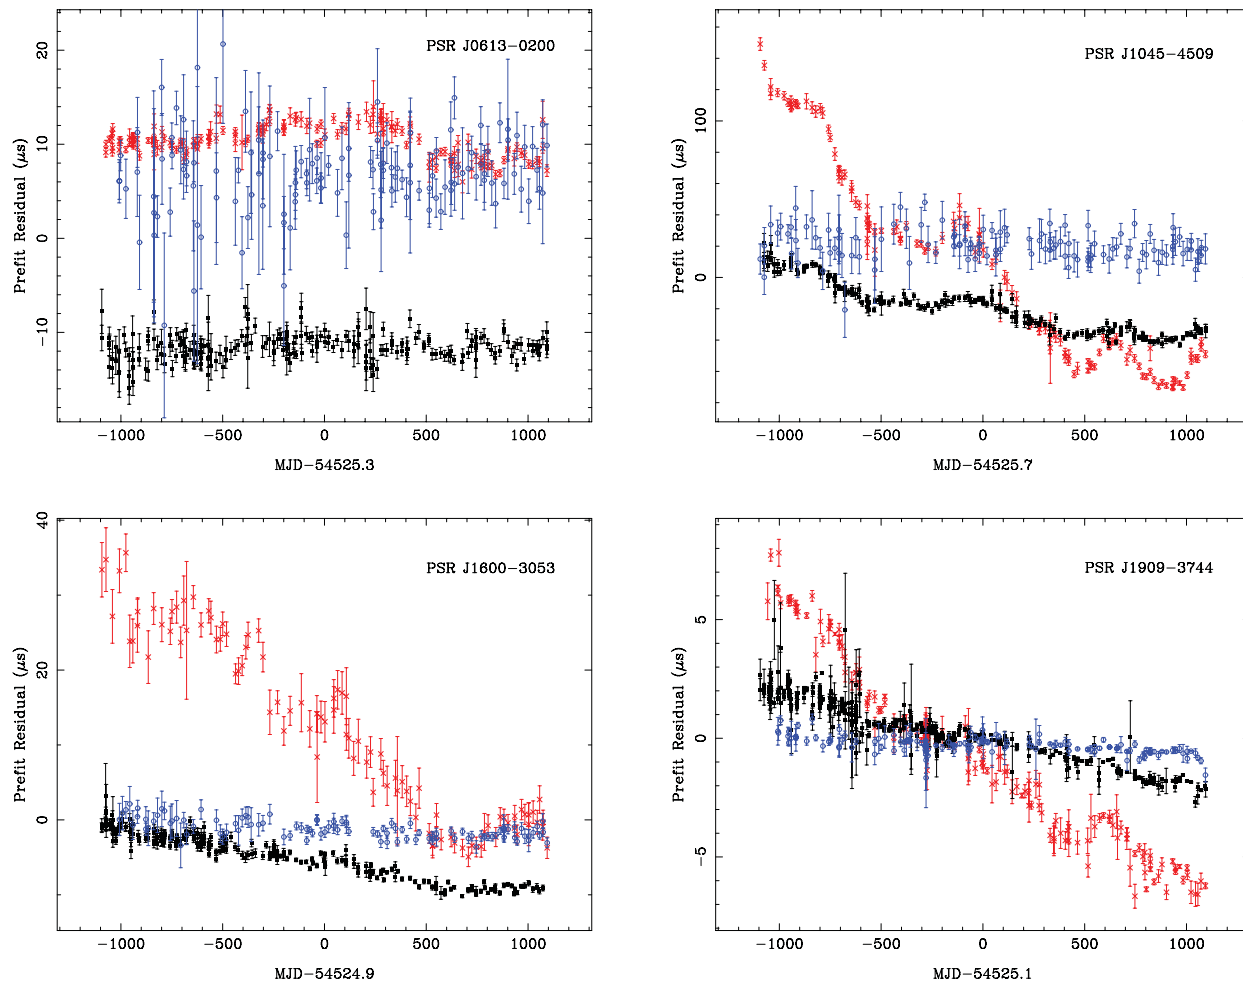 PSR J0613−0200
Prefit Residual (μs)
20
10
0
−10
−1000 −500 0 500 1000
MJD−54525.3
PSR J1045−4509
Prefit Residual (μs)
100
0
−1000 −500 0 500 1000
MJD−54525.7
PSR J1600−3053
Prefit Residual (μs)
40
20
0
−1000 −500 0 500 1000
MJD−54524.9
PSR J1909−3744
Prefit Residual (μs)
5
0
−5
−1000 −500 0 500 1000
MJD−54525.1